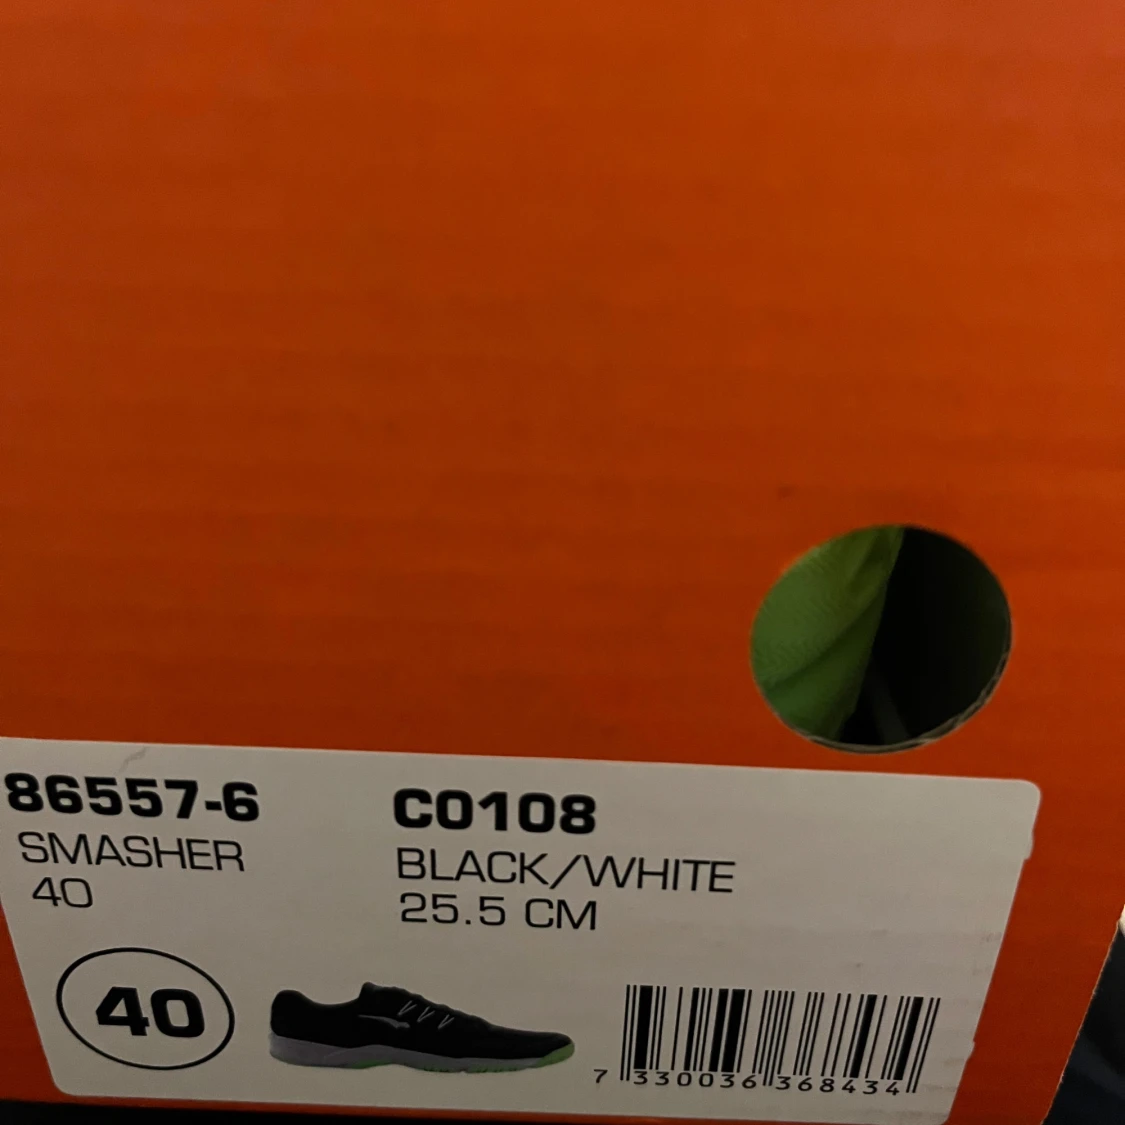 86557-6 C0108
SMASHER BLACK/WHITE
40 25.5 CM
40
7 330036 368434